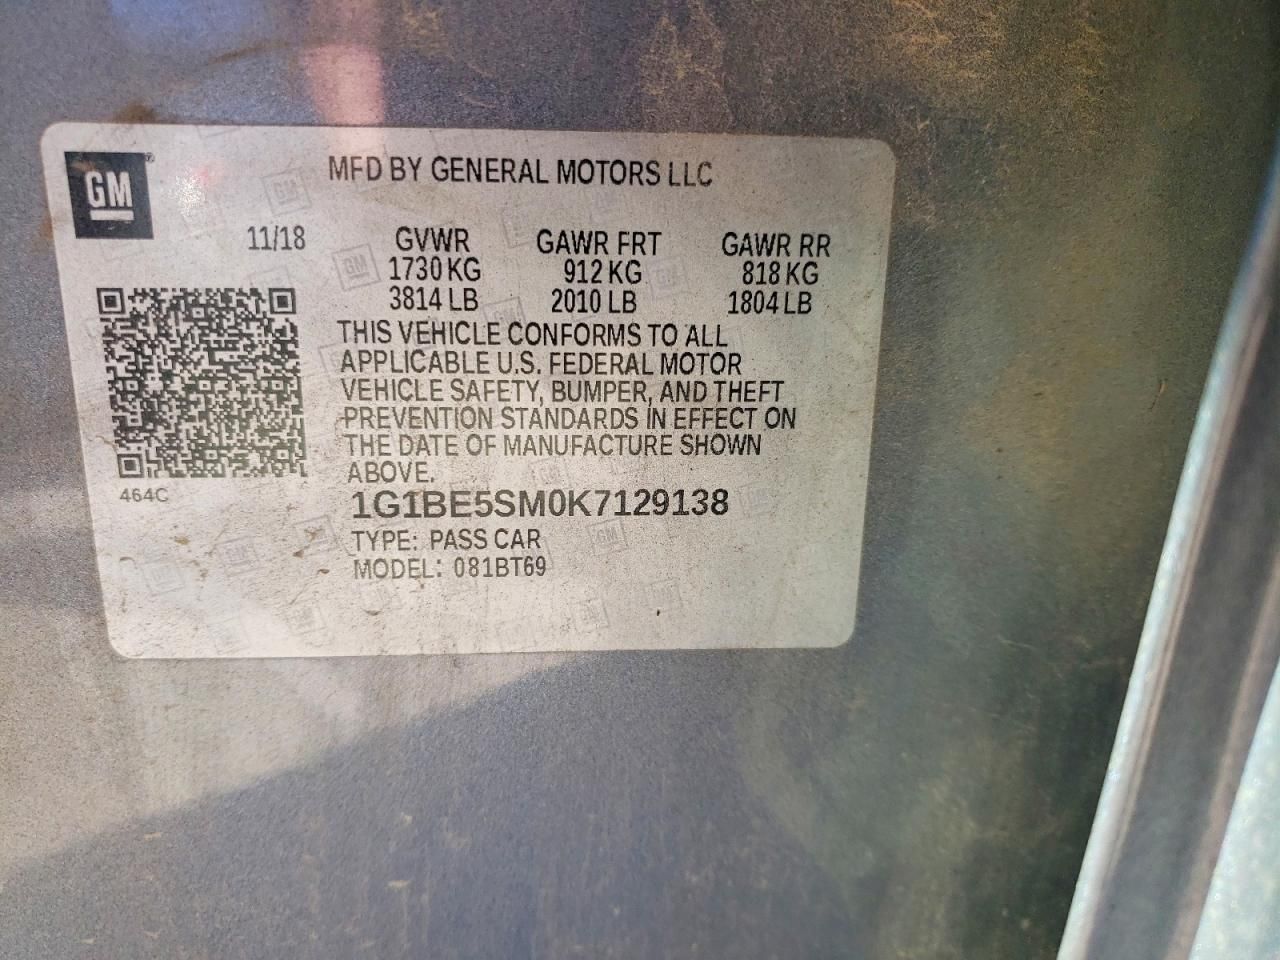 GM
MFD BY GENERAL MOTORS LLC
11/18 GVWR GAWR FRT GAWR RR
1730 KG 912 KG 818 KG
3814 LB 2010 LB 1804 LB
THIS VEHICLE CONFORMS TO ALL
APPLICABLE U.S. FEDERAL MOTOR
VEHICLE SAFETY, BUMPER, AND THEFT
PREVENTION STANDARDS IN EFFECT ON
THE DATE OF MANUFACTURE SHOWN
ABOVE.
464C
1G1BE5SM0K7129138
TYPE: PASS CAR
MODEL: 081BT69